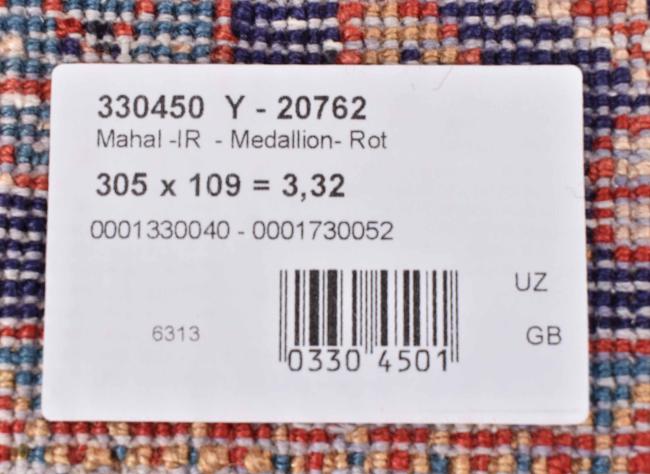 330450 Y - 20762
Mahal -IR - Medallion- Rot
305 x 109 = 3,32
0001330040 - 0001730052
UZ
6313
GB
0330 4501